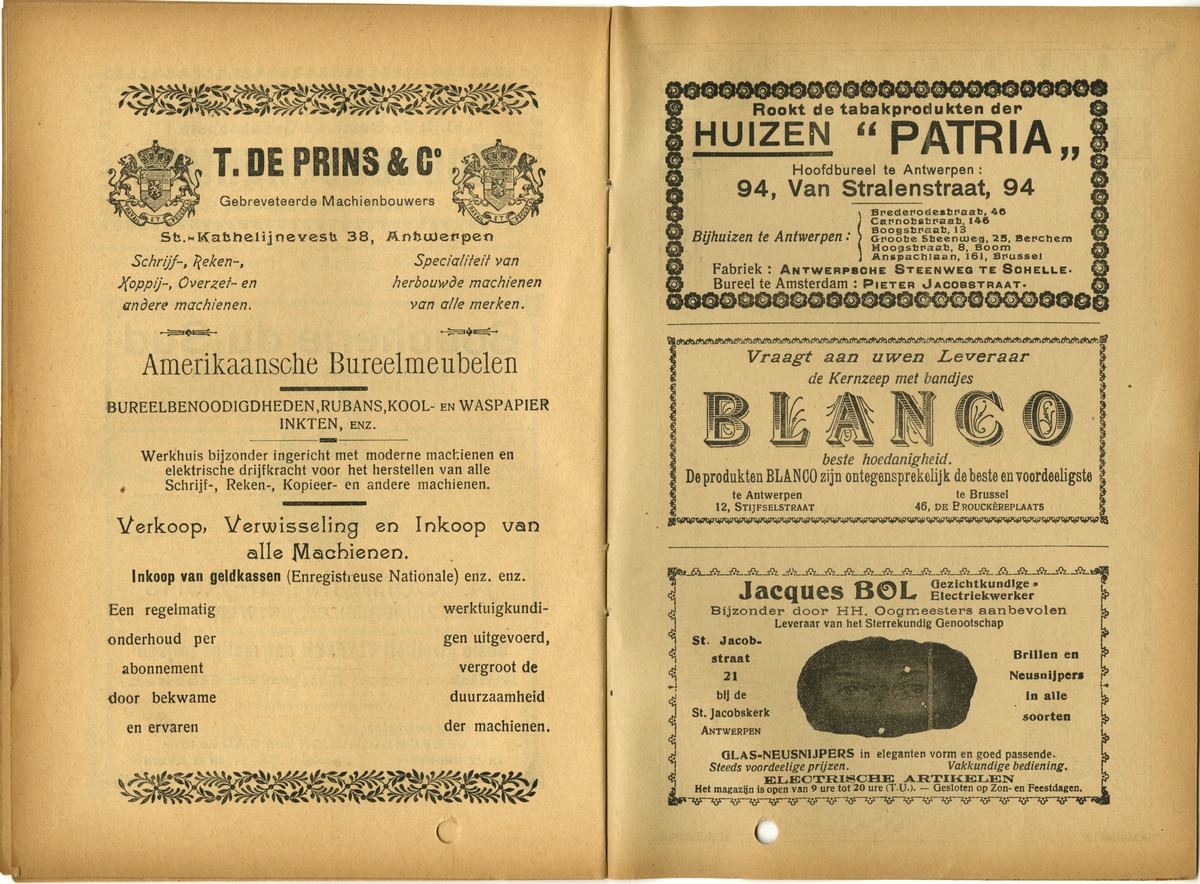 T. DE PRINS & Cº
Gebreveteerde Machienbouwers
St.-Kathelijnevest 38, Antwerpen
Schrijf-, Reken-,
Koppij-, Overzet- en
andere machienen.
Specialiteit van
herbouwde machienen
van alle merken.
Amerikaansche Bureelmeubelen
BUREELBENOODIGDHEDEN, RUBANS, KOOL- EN WASPAPIER
INKTEN, ENZ.
Werkhuis bijzonder ingericht met moderne machienen en
elektrische drijfkracht voor het herstellen van alle
Schrijf-, Reken-, Kopieer- en andere machienen.
Verkoop, Verwisseling en Inkoop van
alle Machienen.
Inkoop van geldkassen (Enregistreuse Nationale) enz. enz.
Een regelmatig
onderhoud per
abonnement
door bekwame
en ervaren
werktuigkundi-
gen uitgevoerd,
vergroot de
duurzaamheid
der machienen.
Rookt de tabakprodukten der
HUIZEN “ PATRIA „
Hoofdbureel te Antwerpen :
94, Van Stralenstraat, 94
Bijhuizen te Antwerpen :
Brederodestraat, 46
Carnotstraat, 146
Boogstraat, 13
Groote Steenweg, 25, Berchem
Hoogstraat, 8, Boom
Anspachlaan, 161, Brussel
Fabriek : ANTWERPSCHE STEENWEG TE SCHELLE.
Bureel te Amsterdam : PIETER JACOBSTRAAT.
Vraagt aan uwen Leveraar
de Kernzeep met bandjes
BLANCO
beste hoedanigheid.
De produkten BLANCO zijn ontegensprekelijk de beste en voordeeligste
te Antwerpen
12, STIJFSELSTRAAT
te Brussel
46, DE BROUCKÈREPLAATS
Jacques BOL Gezichtkundige-
Electriekwerker
Bijzonder door HH. Oogmeesters aanbevolen
Leveraar van het Sterrekundig Genootschap
St. Jacob-
straat
21
bij de
St. Jacobskerk
ANTWERPEN
Brillen en
Neusnijpers
in alle
soorten
GLAS-NEUSNIJPERS in eleganten vorm en goed passende.
Steeds voordeelige prijzen. Vakkundige bediening.
ELECTRISCHE ARTIKELEN
Het magazijn is open van 9 ure tot 20 ure (T.U.). — Gesloten op Zon- en Feestdagen.